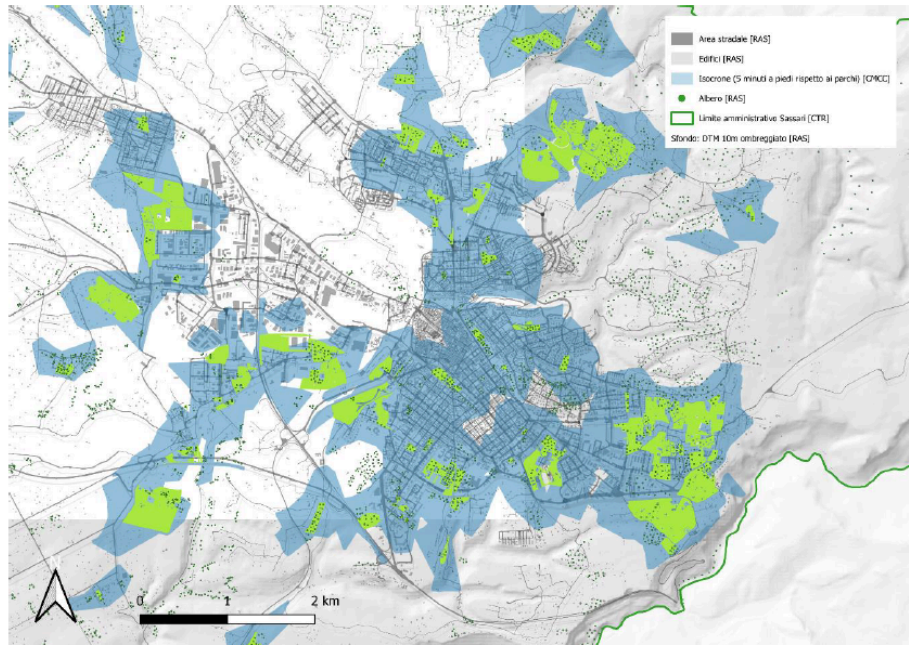 Area stradale [RAS]
Edifici [RAS]
Isocrone (5 minuti a piedi rispetto ai parchi) [CMCC]
Albero [RAS]
Limite amministrativo Sassari [CTR]
Sfondo: DTM 10m ombreggiato [RAS]
0 1 2 km